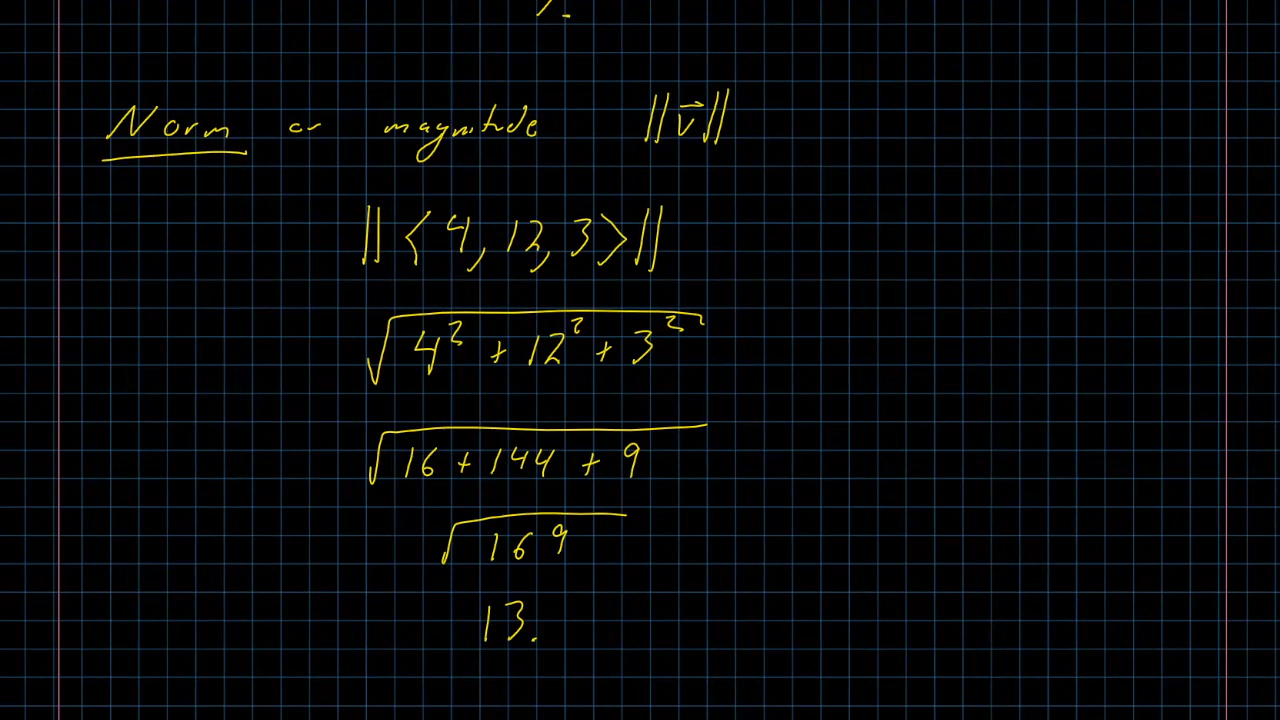 Norm or magnitude ||v⃗||
||⟨4, 12, 3⟩||
√(4² + 12² + 3²)
√(16 + 144 + 9)
√169
13.